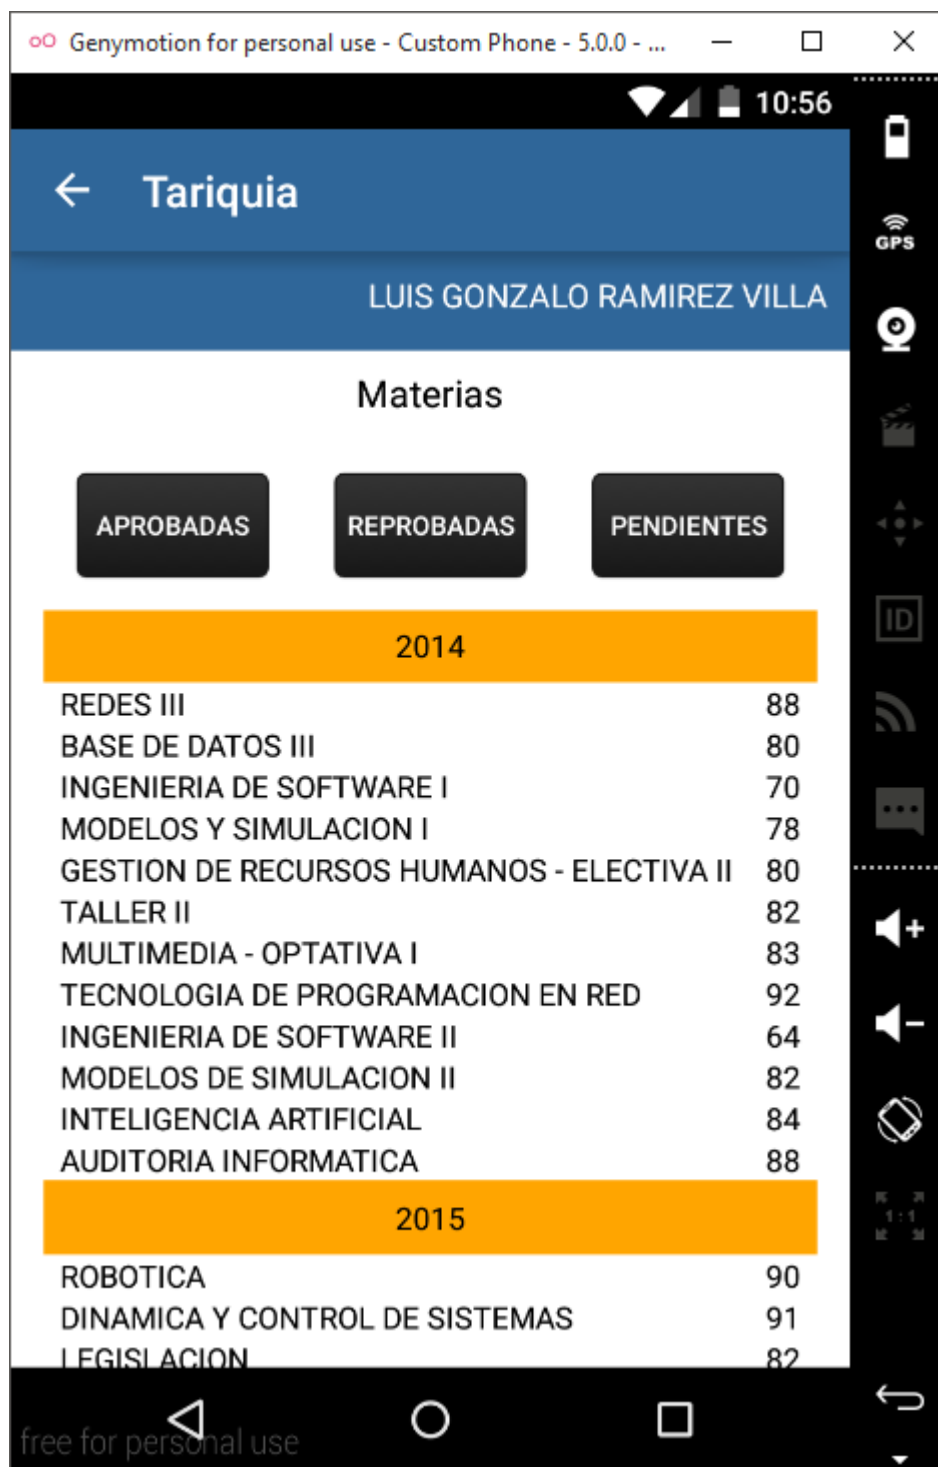 Genymotion for personal use - Custom Phone - 5.0.0 - ...
10:56
Tariquia
GPS
LUIS GONZALO RAMIREZ VILLA
Materias
APROBADAS REPROBADAS PENDIENTES
ID
2014
REDES III 88
BASE DE DATOS III 80
INGENIERIA DE SOFTWARE I 70
MODELOS Y SIMULACION I 78
GESTION DE RECURSOS HUMANOS - ELECTIVA II 80
TALLER II 82
MULTIMEDIA - OPTATIVA I 83
TECNOLOGIA DE PROGRAMACION EN RED 92
INGENIERIA DE SOFTWARE II 64
MODELOS DE SIMULACION II 82
INTELIGENCIA ARTIFICIAL 84
AUDITORIA INFORMATICA 88
2015
1:1
ROBOTICA 90
DINAMICA Y CONTROL DE SISTEMAS 91
LEGISLACION 82
free for personal use